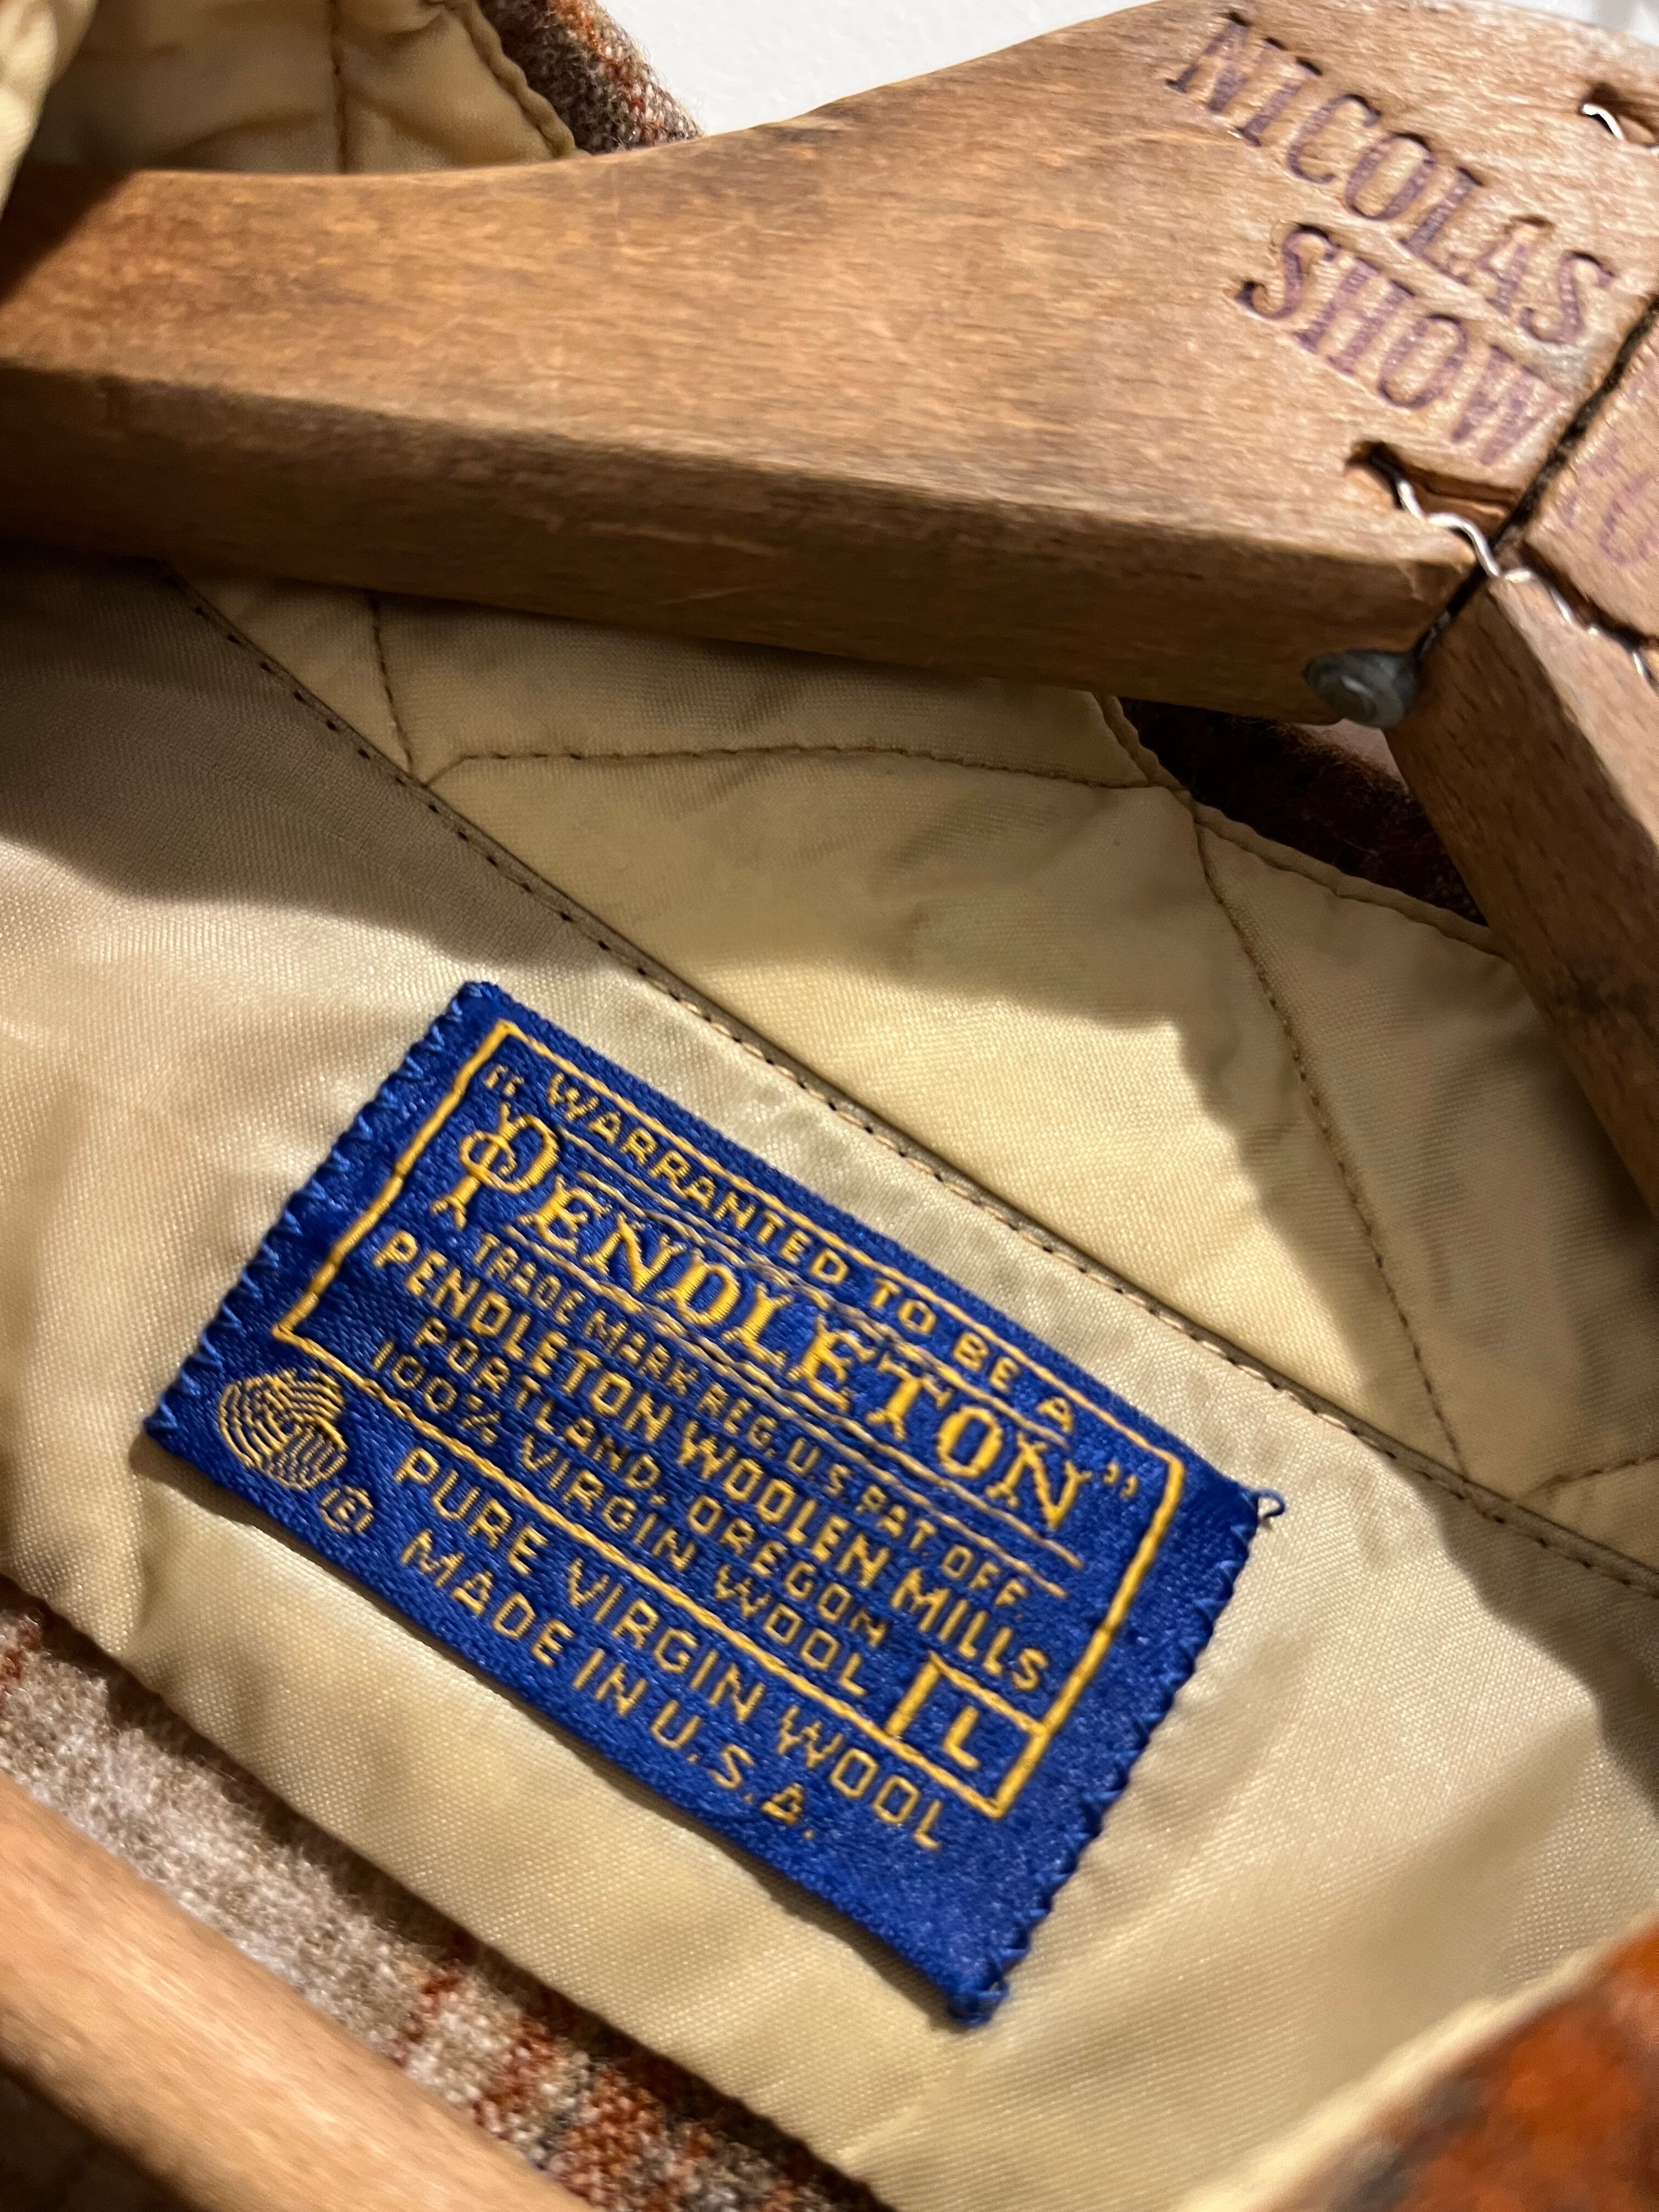 NICOLAS
SHOW
"WARRANTED TO BE A
PENDLETON"
TRADE MARK REG. U.S. PAT. OFF.
PENDLETON WOOLEN MILLS
PORTLAND, OREGON
100% VIRGIN WOOL
L
PURE VIRGIN WOOL
MADE IN U.S.A.